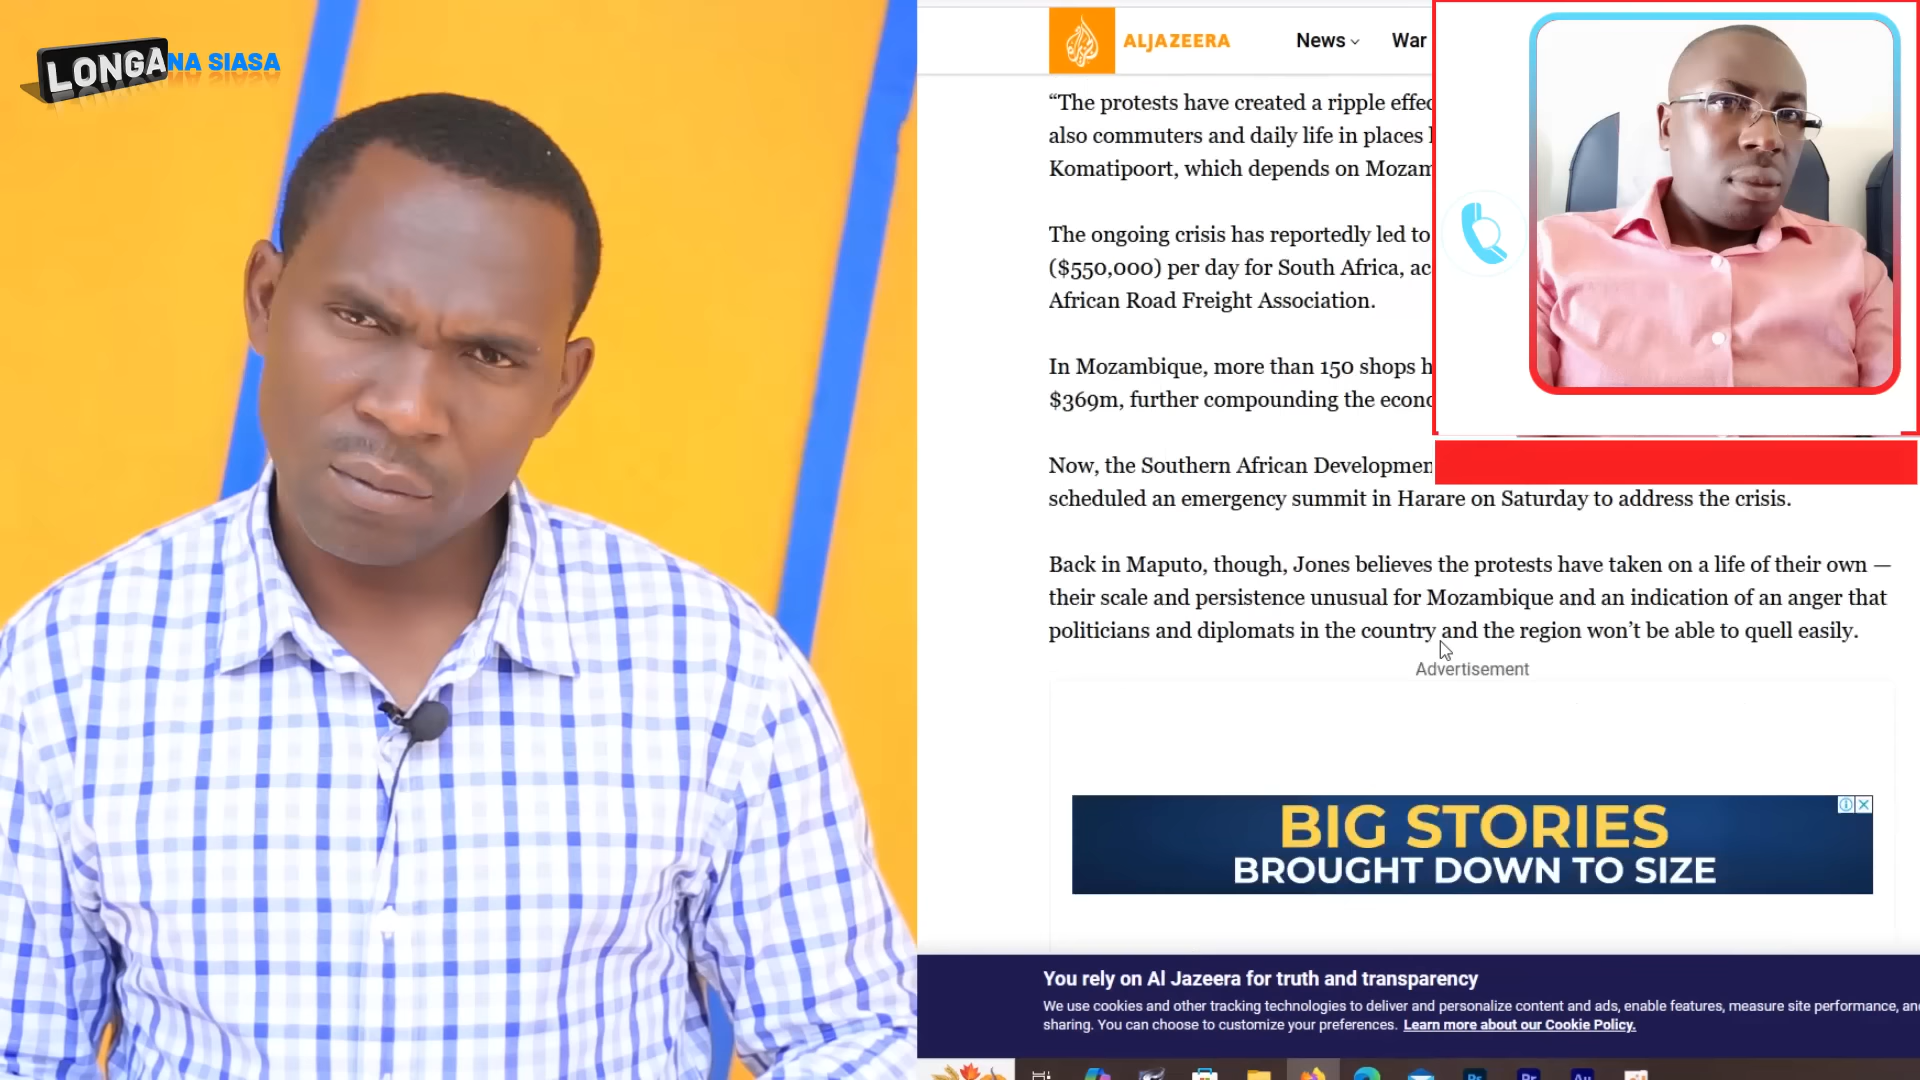 LONGA NA SIASA
ALJAZEERA
News
War
“The protests have created a ripple effec
also commuters and daily life in places
Komatipoort, which depends on Mozam
The ongoing crisis has reportedly led to
($550,000) per day for South Africa, ac
African Road Freight Association.
In Mozambique, more than 150 shops h
$369m, further compounding the econo
Now, the Southern African Developmen
scheduled an emergency summit in Harare on Saturday to address the crisis.
Back in Maputo, though, Jones believes the protests have taken on a life of their own —
their scale and persistence unusual for Mozambique and an indication of an anger that
politicians and diplomats in the country and the region won’t be able to quell easily.
Advertisement
BIG STORIES
BROUGHT DOWN TO SIZE
You rely on Al Jazeera for truth and transparency
We use cookies and other tracking technologies to deliver and personalize content and ads, enable features, measure site performance, and
sharing. You can choose to customize your preferences. Learn more about our Cookie Policy.